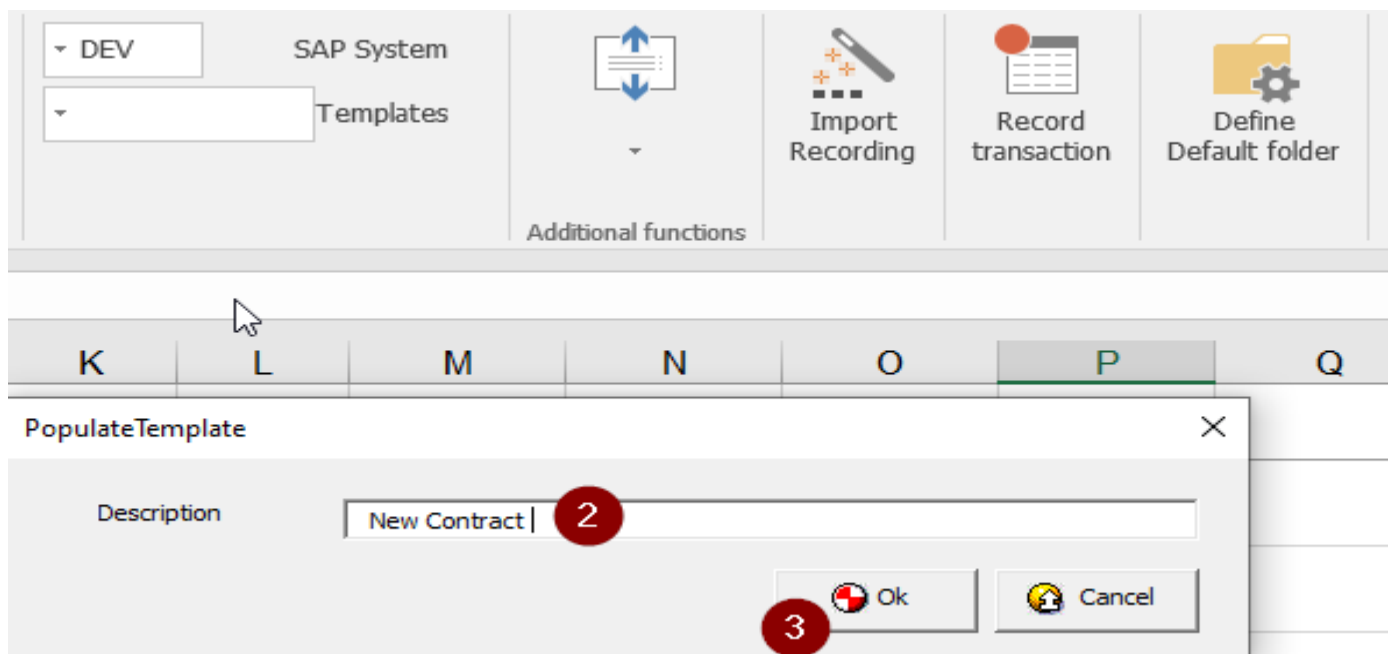 DEV SAP System
Templates
Import
Recording
Record
transaction
Define
Default folder
Additional functions
K L M N O P Q
PopulateTemplate
Description New Contract 2
Ok Cancel
3